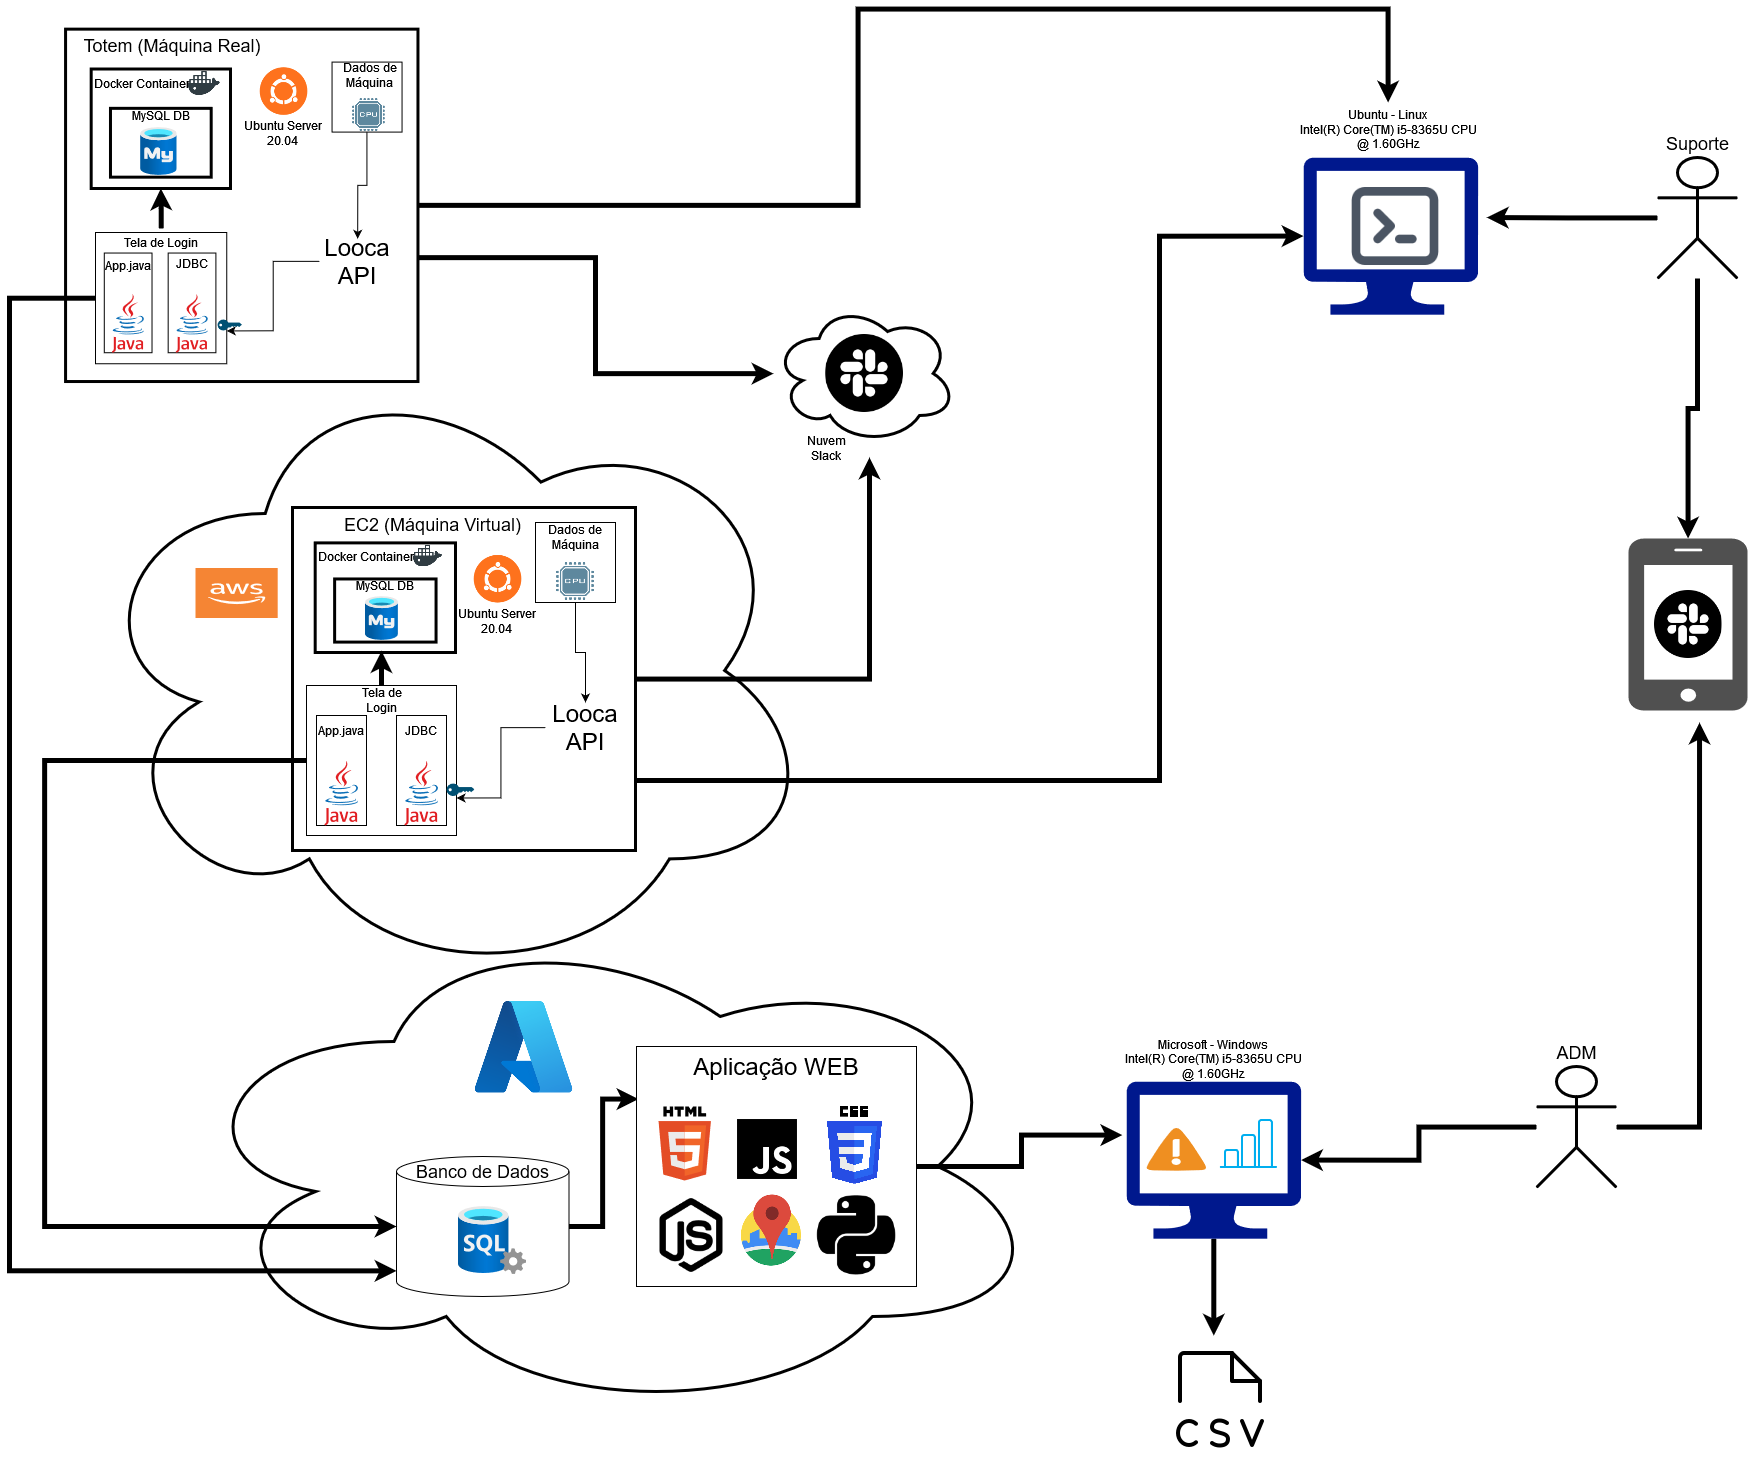 Totem (Máquina Real)
Docker Container
MySQL DB
My
Ubuntu Server
20.04
Dados de
Máquina
CPU
Tela de Login
App.java
Java
JDBC
Java
Looca
API
Ubuntu - Linux
Intel(R) Core(TM) i5-8365U CPU
@ 1.60GHz
Suporte
Nuvem
Slack
aws
EC2 (Máquina Virtual)
Docker Container
MySQL DB
My
Ubuntu Server
20.04
Dados de
Máquina
CPU
Tela de
Login
App.java
Java
JDBC
Java
Looca
API
Banco de Dados
SQL
Aplicação WEB
HTML
5
JS
CSS
3
JS
Microsoft - Windows
Intel(R) Core(TM) i5-8365U CPU
@ 1.60GHz
ADM
CSV